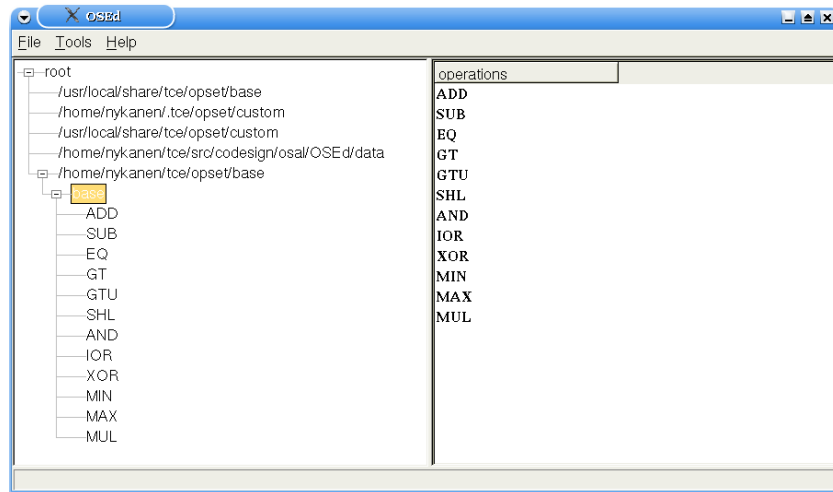 OSEd
File Tools Help
root
/usr/local/share/tce/opset/base
/home/nykanen/.tce/opset/custom
/usr/local/share/tce/opset/custom
/home/nykanen/tce/src/codesign/osal/OSEd/data
/home/nykanen/tce/opset/base
base
ADD
SUB
EQ
GT
GTU
SHL
AND
IOR
XOR
MIN
MAX
MUL
operations
ADD
SUB
EQ
GT
GTU
SHL
AND
IOR
XOR
MIN
MAX
MUL